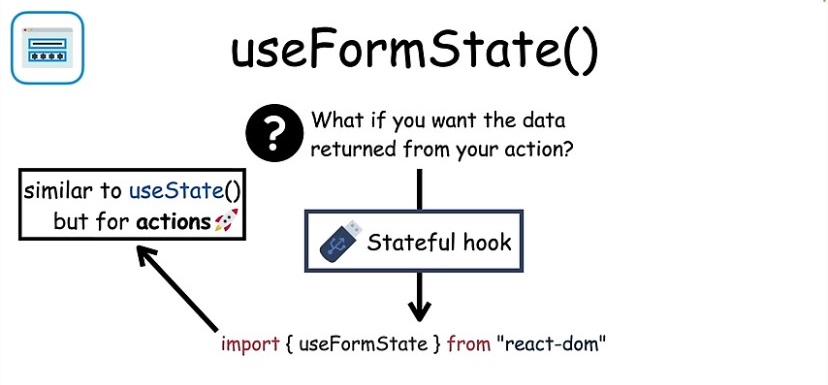 useFormState()
What if you want the data
returned from your action?
similar to useState()
but for actions
Stateful hook
import { useFormState } from "react-dom"